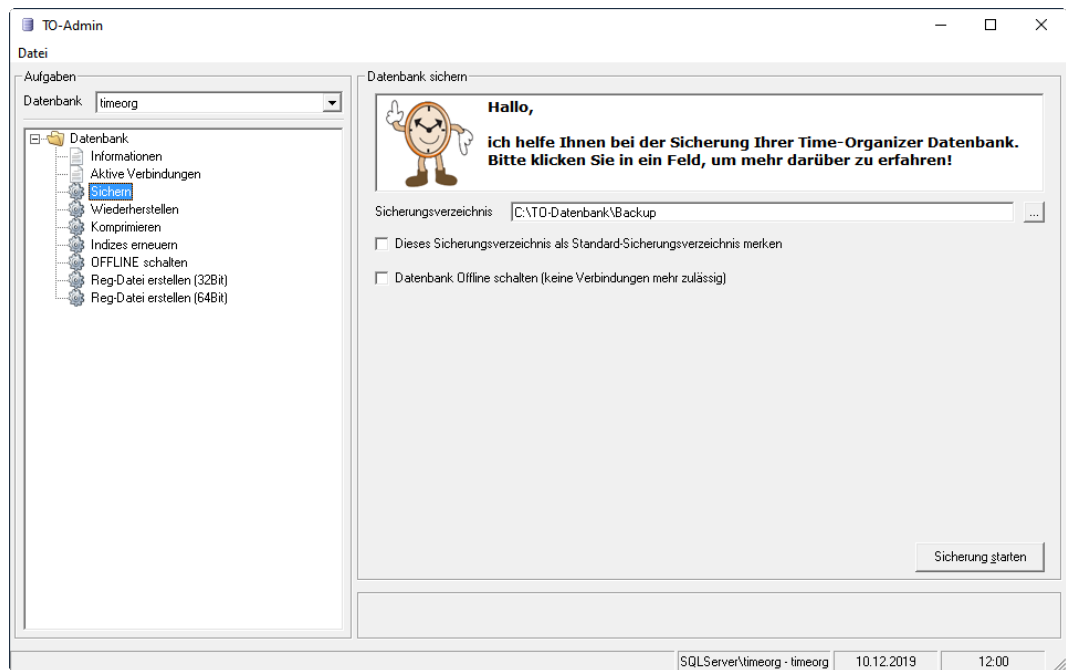 TO-Admin
Datei
Aufgaben
Datenbank timeorg
Datenbank
Informationen
Aktive Verbindungen
Sichern
Wiederherstellen
Komprimieren
Indizes erneuern
OFFLINE schalten
Reg-Datei erstellen (32Bit)
Reg-Datei erstellen (64Bit)
Datenbank sichern
Hallo,
ich helfe Ihnen bei der Sicherung Ihrer Time-Organizer Datenbank.
Bitte klicken Sie in ein Feld, um mehr darüber zu erfahren!
Sicherungsverzeichnis C:\TO-Datenbank\Backup ...
Dieses Sicherungsverzeichnis als Standard-Sicherungsverzeichnis merken
Datenbank Offline schalten (keine Verbindungen mehr zulässig)
Sicherung starten
SQLServer\timeorg - timeorg 10.12.2019 12:00